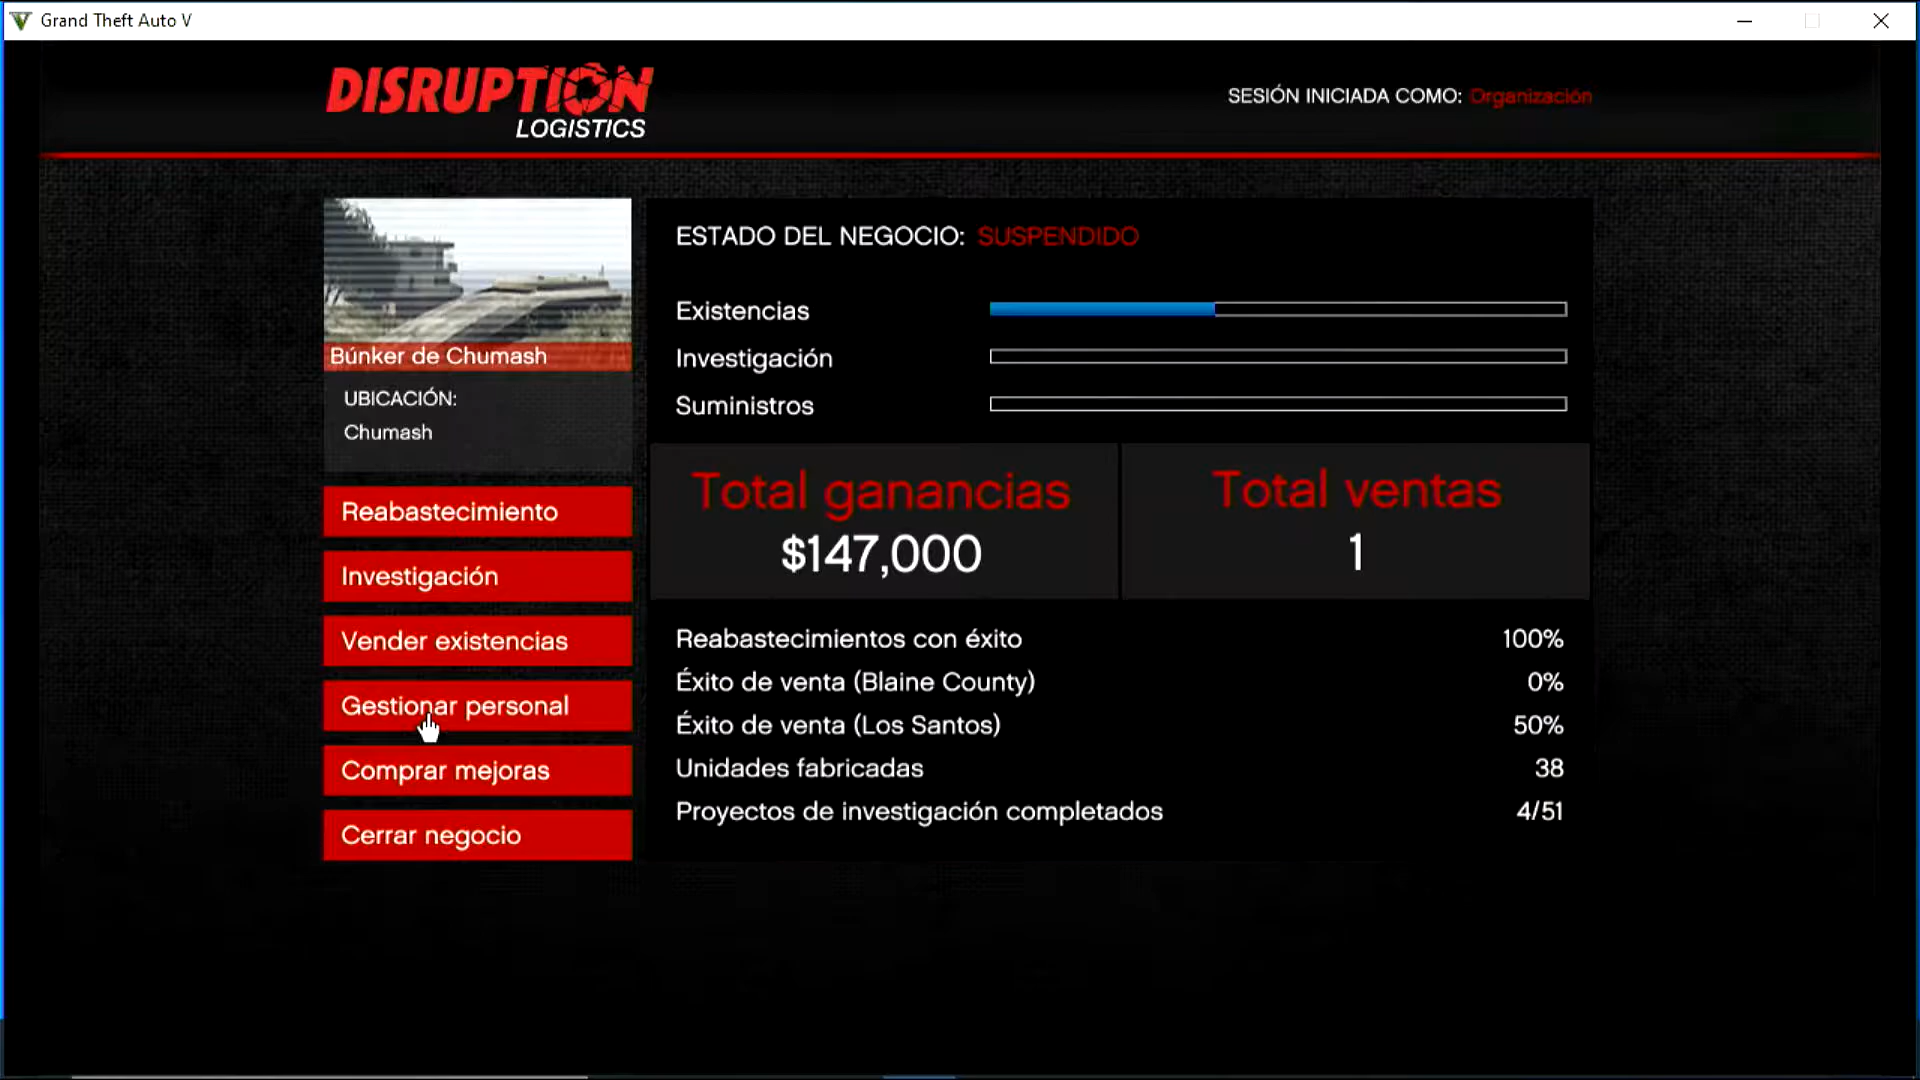 Grand Theft Auto V
DISRUPTION
LOGISTICS
SESIÓN INICIADA COMO: Organización
Búnker de Chumash
UBICACIÓN:
Chumash
Reabastecimiento
Investigación
Vender existencias
Gestionar personal
Comprar mejoras
Cerrar negocio
ESTADO DEL NEGOCIO: SUSPENDIDO
Existencias
Investigación
Suministros
Total ganancias
$147,000
Total ventas
1
Reabastecimientos con éxito 100%
Éxito de venta (Blaine County) 0%
Éxito de venta (Los Santos) 50%
Unidades fabricadas 38
Proyectos de investigación completados 4/51